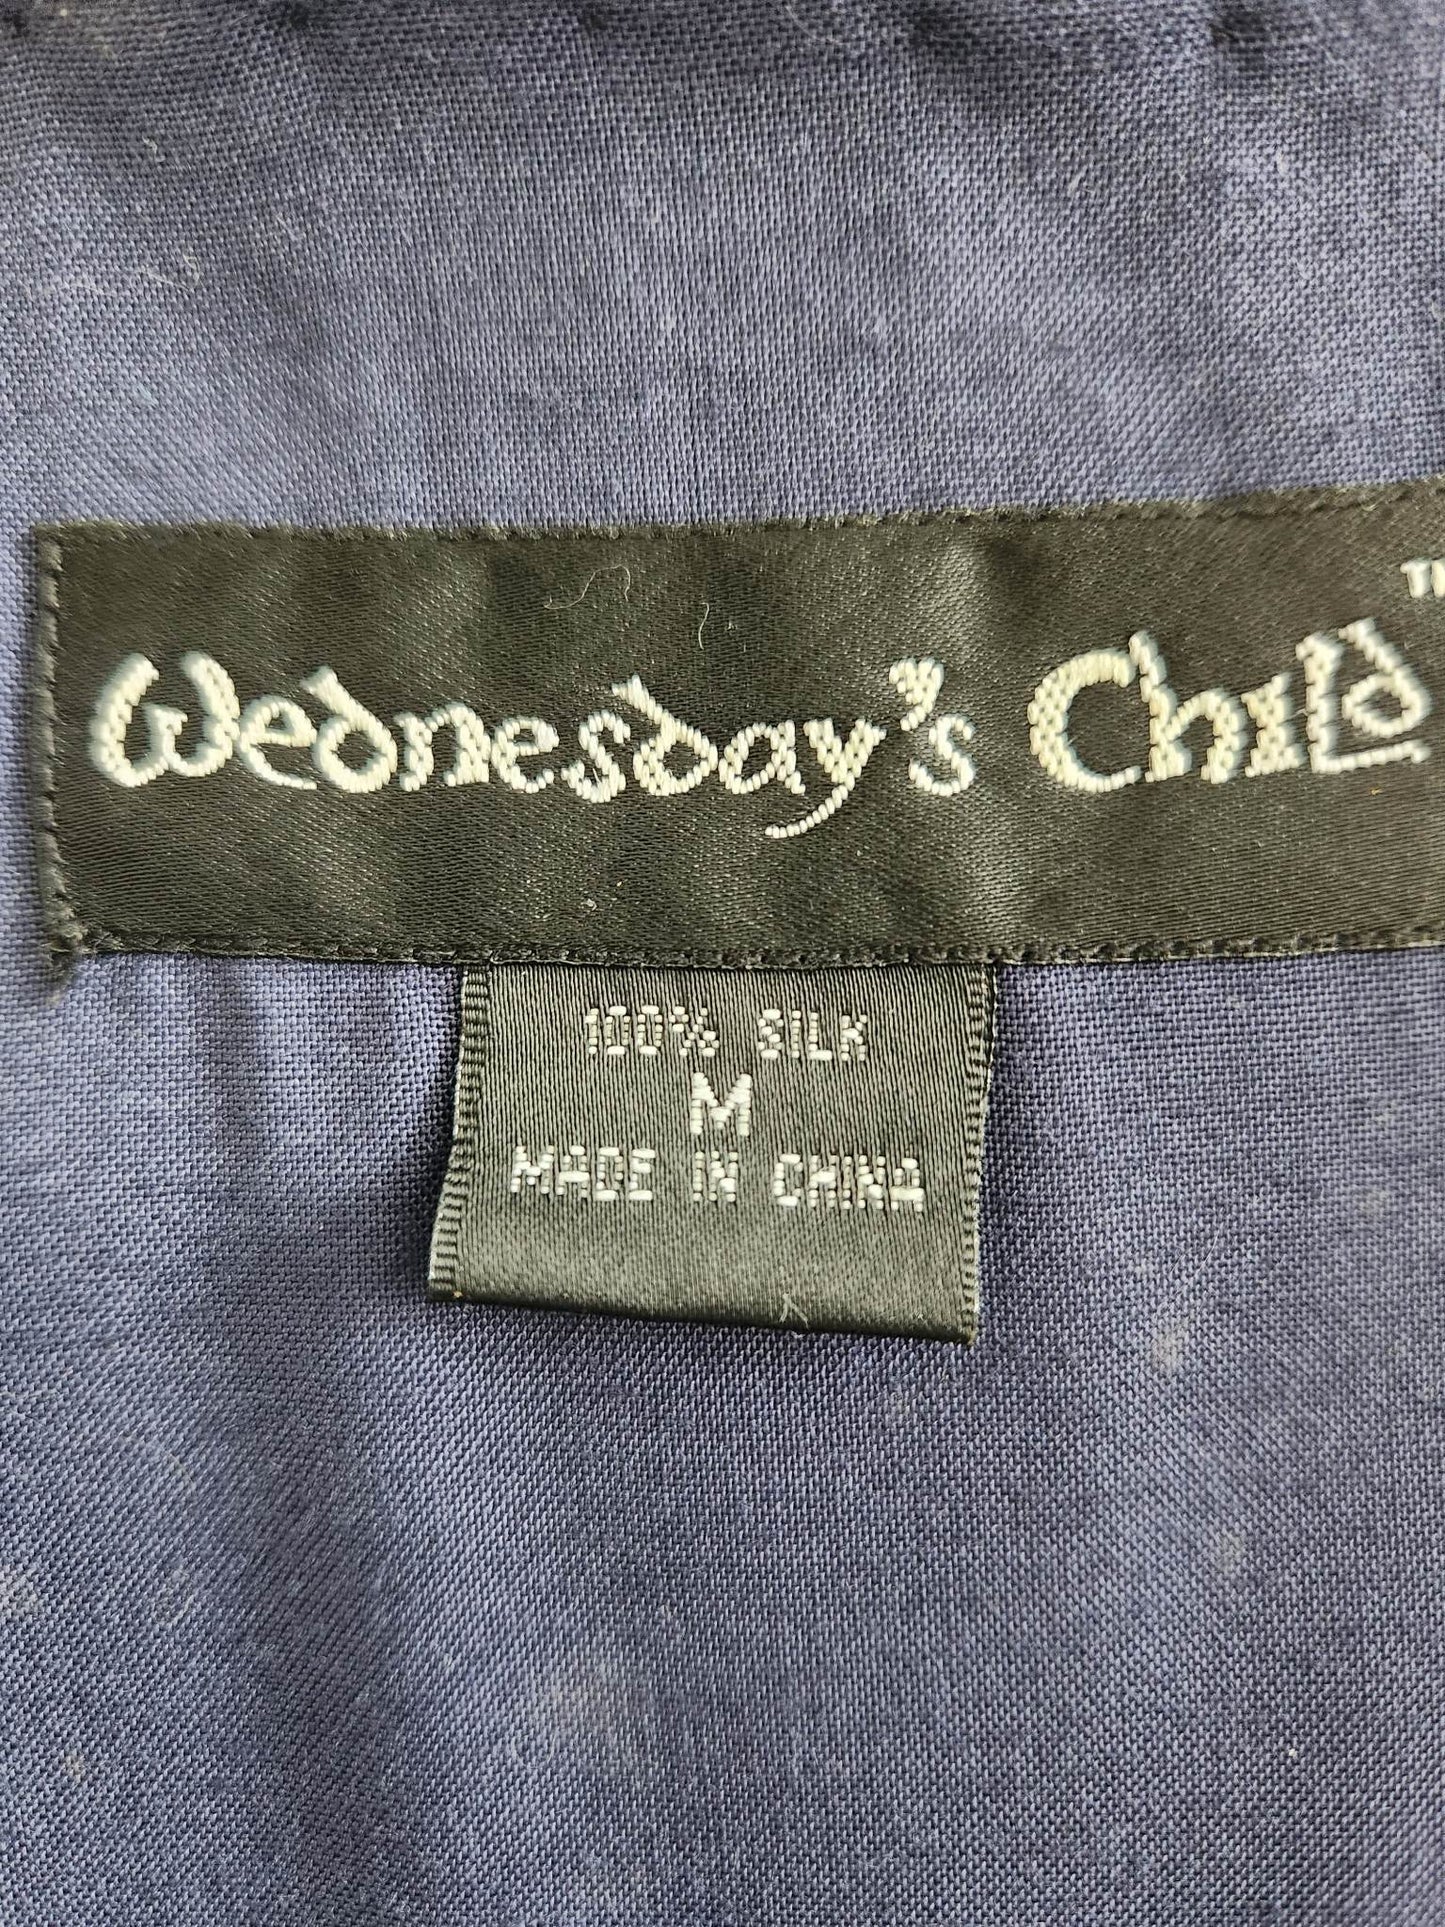 Wednesday's Child™
100% SILK
M
MADE IN CHINA